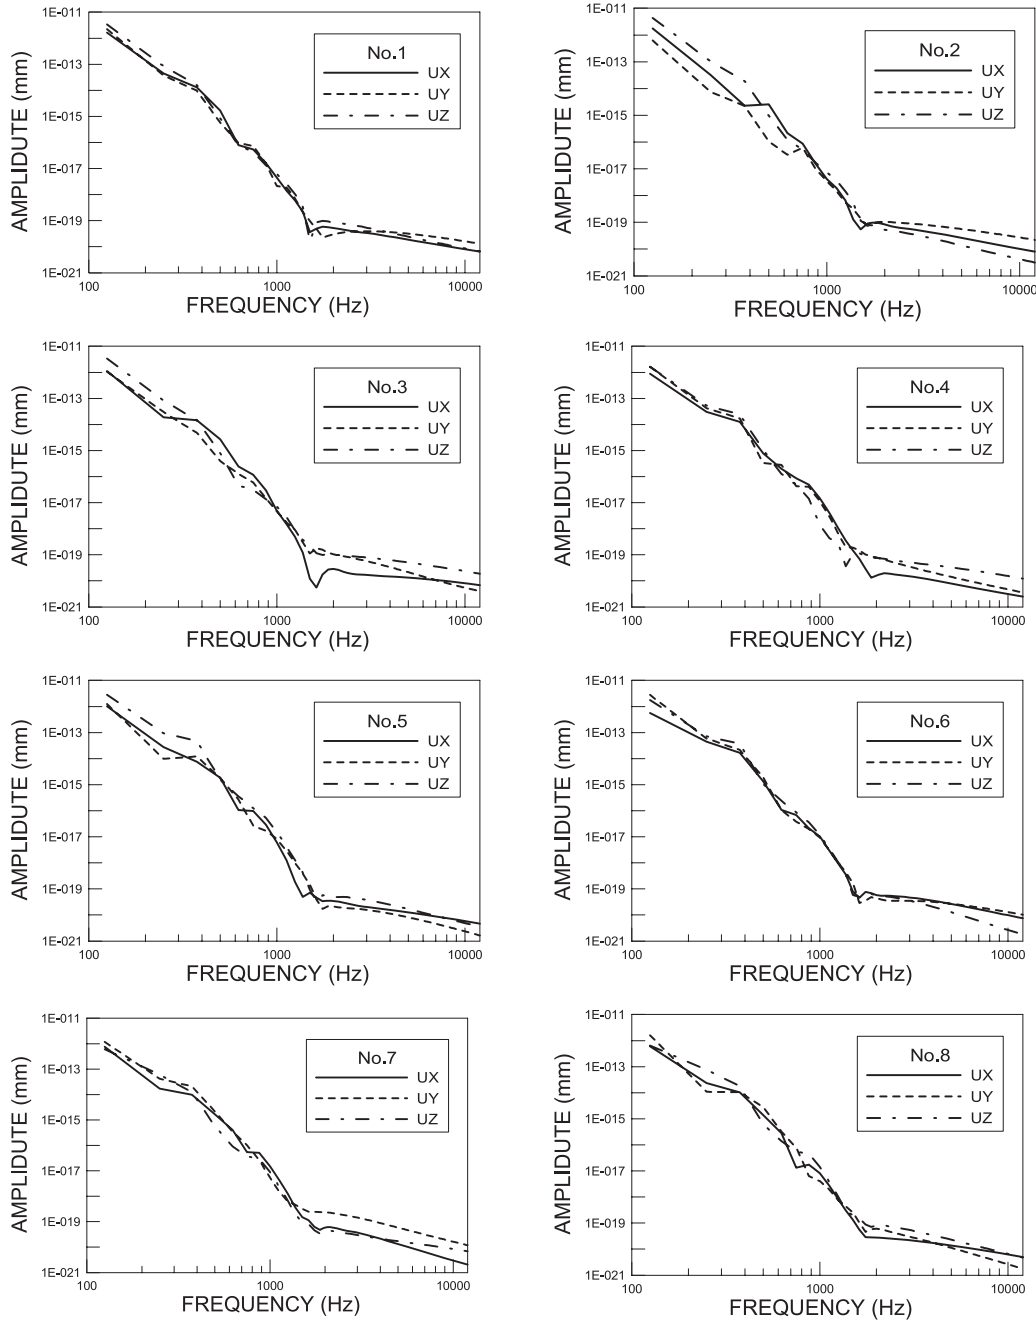 AMPLIDUTE (mm)
1E-011
1E-013
1E-015
1E-017
1E-019
1E-021
No.1
UX
UY
UZ
100 1000 10000
FREQUENCY (Hz)
AMPLIDUTE (mm)
1E-011
1E-013
1E-015
1E-017
1E-019
1E-021
No.2
UX
UY
UZ
100 1000 10000
FREQUENCY (Hz)
AMPLIDUTE (mm)
1E-011
1E-013
1E-015
1E-017
1E-019
1E-021
No.3
UX
UY
UZ
100 1000 10000
FREQUENCY (Hz)
AMPLIDUTE (mm)
1E-011
1E-013
1E-015
1E-017
1E-019
1E-021
No.4
UX
UY
UZ
100 1000 10000
FREQUENCY (Hz)
AMPLIDUTE (mm)
1E-011
1E-013
1E-015
1E-017
1E-019
1E-021
No.5
UX
UY
UZ
100 1000 10000
FREQUENCY (Hz)
AMPLIDUTE (mm)
1E-011
1E-013
1E-015
1E-017
1E-019
1E-021
No.6
UX
UY
UZ
100 1000 10000
FREQUENCY (Hz)
AMPLIDUTE (mm)
1E-011
1E-013
1E-015
1E-017
1E-019
1E-021
No.7
UX
UY
UZ
100 1000 10000
FREQUENCY (Hz)
AMPLIDUTE (mm)
1E-011
1E-013
1E-015
1E-017
1E-019
1E-021
No.8
UX
UY
UZ
100 1000 10000
FREQUENCY (Hz)